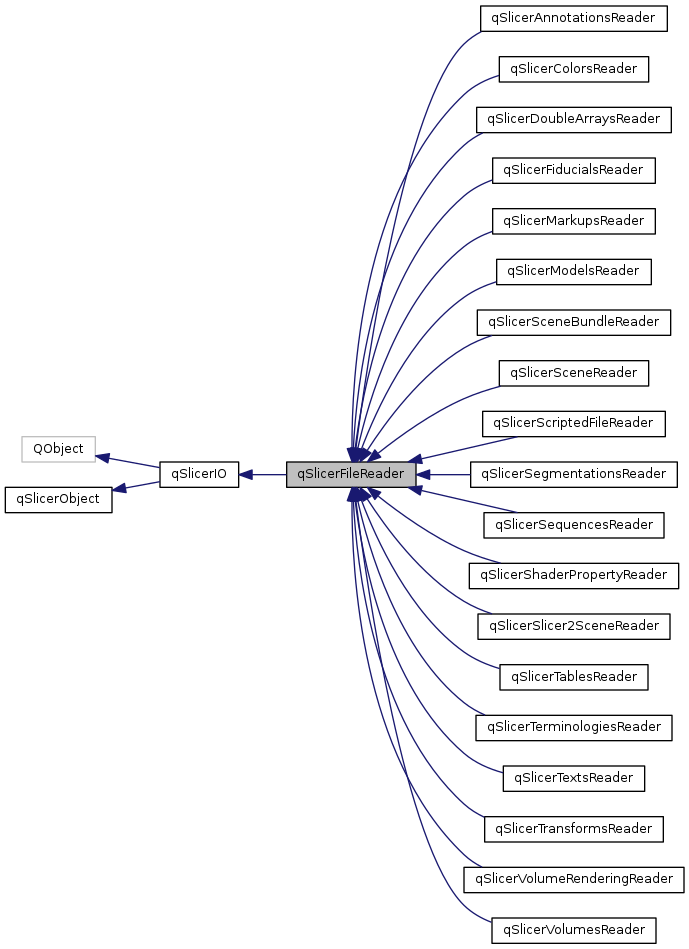 qSlicerAnnotationsReader
qSlicerColorsReader
qSlicerDoubleArraysReader
qSlicerFiducialsReader
qSlicerMarkupsReader
qSlicerModelsReader
qSlicerSceneBundleReader
qSlicerSceneReader
qSlicerScriptedFileReader
QObject
qSlicerIO
qSlicerFileReader
qSlicerSegmentationsReader
qSlicerObject
qSlicerSequencesReader
qSlicerShaderPropertyReader
qSlicerSlicer2SceneReader
qSlicerTablesReader
qSlicerTerminologiesReader
qSlicerTextsReader
qSlicerTransformsReader
qSlicerVolumeRenderingReader
qSlicerVolumesReader